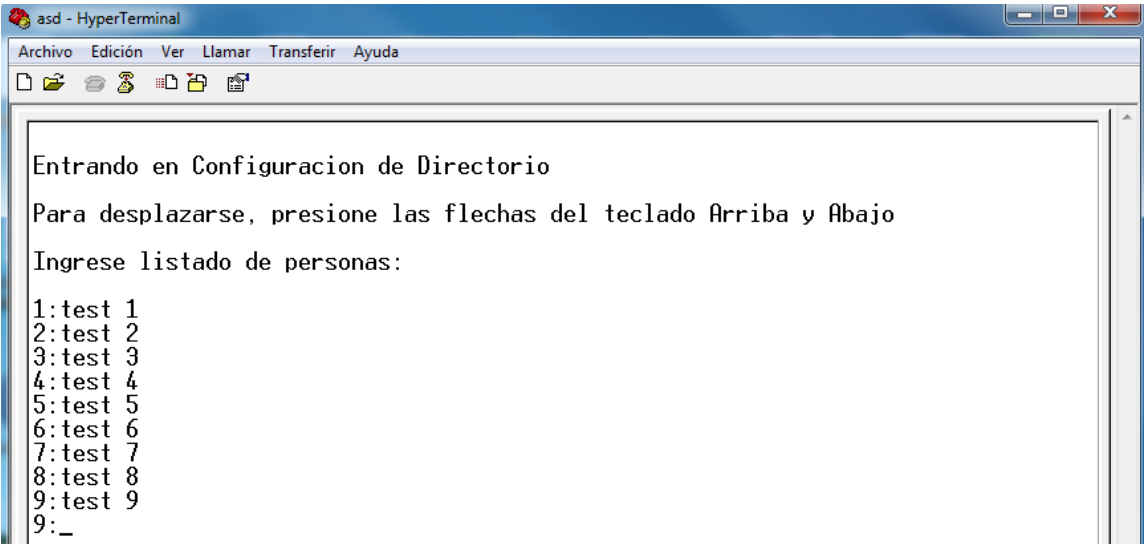 asd - HyperTerminal
Archivo Edición Ver Llamar Transferir Ayuda
Entrando en Configuracion de Directorio
Para desplazarse, presione las flechas del teclado Arriba y Abajo
Ingrese listado de personas:
1:test 1
2:test 2
3:test 3
4:test 4
5:test 5
6:test 6
7:test 7
8:test 8
9:test 9
9:_